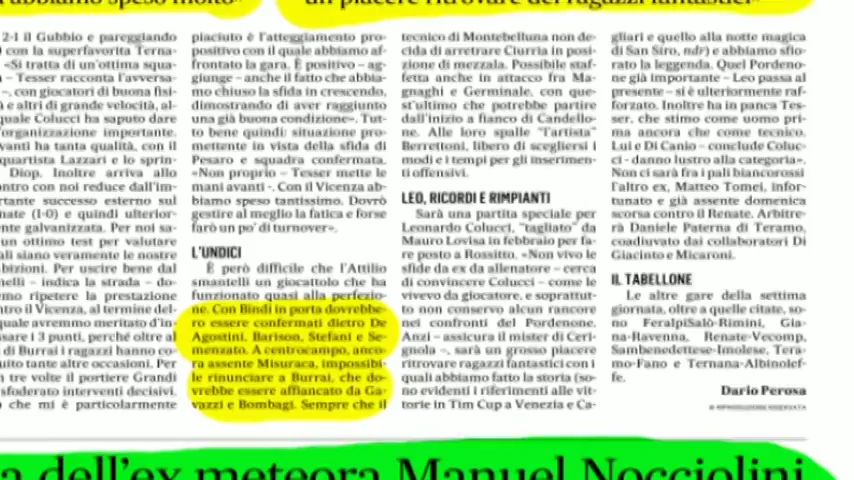 abbiamo speso molto»
un piacere ritrovare dei ragazzi fantastici»
2-1 il Gubbio e pareggiando
con la superfavorita Terna-
«Si tratta di un'ottima squa-
- Tesser racconta l'avversa-
-, con giocatori di buona fisi-
e altri di grande velocità, al-
quale Colucci ha saputo dare
organizzazione importante.
vanti ha tanta qualità, con il
quartista Lazzari e lo sprin-
Diop. Inoltre arriva allo
ntro con noi reduce dall'im-
rtante successo esterno sul
nate (1-0) e quindi ulterior-
nte galvanizzata. Per noi sa-
un ottimo test per valutare
ali siano veramente le nostre
bizioni. Per uscire bene dal
nelli - indica la strada - do-
emo ripetere la prestazione
ntro il Vicenza, al termine del-
quale avremmo meritato d'in-
sare i 3 punti, perché oltre al
di Burrai i ragazzi hanno co-
uito tante altre occasioni. Per
n tre volte il portiere Grandi
sfoderato interventi decisivi.
o che mi è particolarmente
piaciuto è l'atteggiamento pro-
positivo con il quale abbiamo af-
frontato la gara. È positivo - ag-
giunge - anche il fatto che abbia-
mo chiuso la sfida in crescendo,
dimostrando di aver raggiunto
una già buona condizione». Tut-
to bene quindi: situazione pro-
mettente in vista della sfida di
Pesaro e squadra confermata.
«Non proprio - Tesser mette le
mani avanti -. Con il Vicenza ab-
biamo speso tantissimo. Dovrò
gestire al meglio la fatica e forse
farò un po' di turnover».
L'UNDICI
È però difficile che l'Attilio
smantelli un giocattolo che ha
funzionato quasi alla perfezio-
ne. Con Bindi in porta dovrebbe-
ro essere confermati dietro De
Agostini, Barison, Stefani e Se-
menzato. A centrocampo, anco-
ra assente Misuraca, impossibi-
le rinunciare a Burrai, che do-
vrebbe essere affiancato da Ga-
vazzi e Bombagi. Sempre che il
tecnico di Montebelluna non de-
cida di arretrare Ciurria in posi-
zione di mezzala. Possibile staf-
fetta anche in attacco fra Ma-
gnaghi e Germinale, con que-
st'ultimo che potrebbe partire
dall'inizio a fianco di Candello-
ne. Alle loro spalle "l'artista"
Berrettoni, libero di scegliersi i
modi e i tempi per gli inserimen-
ti offensivi.
LEO, RICORDI E RIMPIANTI
Sarà una partita speciale per
Leonardo Colucci, "tagliato" da
Mauro Lovisa in febbraio per fa-
re posto a Rossitto. «Non vivo le
sfide da ex da allenatore - cerca
di convincere Colucci - come le
vivevo da giocatore, e soprattut-
to non conservo alcun rancore
nei confronti del Pordenone.
Anzi - assicura il mister di Ceri-
gnola -, sarà un grosso piacere
ritrovare ragazzi fantastici con i
quali abbiamo fatto la storia (so-
no evidenti i riferimenti alle vit-
torie in Tim Cup a Venezia e Ca-
gliari e quello alla notte magica
di San Siro, ndr) e abbiamo sfio-
rato la leggenda. Quel Pordeno-
ne già importante - Leo passa al
presente - si è ulteriormente raf-
forzato. Inoltre ha in panca Tes-
ser, che stimo come uomo pri-
ma ancora che come tecnico.
Lui e Di Canio - conclude Coluc-
ci - danno lustro alla categoria».
Non ci sarà fra i pali biancorossi
l'altro ex, Matteo Tomei, infor-
tunato e già assente domenica
scorsa contro il Renate. Arbitre-
rà Daniele Paterna di Teramo,
coadiuvato dai collaboratori Di
Giacinto e Micaroni.
IL TABELLONE
Le altre gare della settima
giornata, oltre a quelle citate, so-
no FeralpiSalò-Rimini, Gia-
na-Ravenna, Renate-Vecomp,
Sambenedettese-Imolese, Tera-
mo-Fano e Ternana-Albinolef-
fe.
Dario Perosa
© RIPRODUZIONE RISERVATA
a dell'ex meteora Manuel Nocciolini